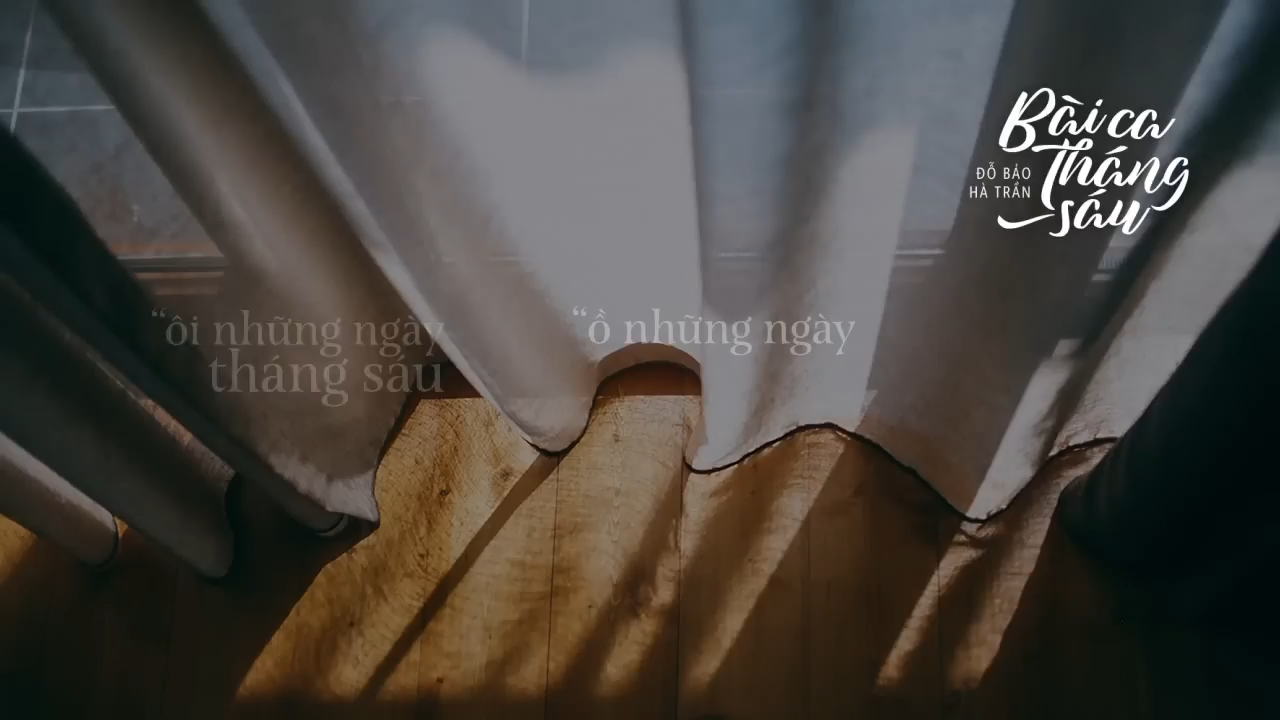 Bài ca
Tháng
sáu
ĐỖ BẢO
HÀ TRẦN
“ôi những ngày
tháng sáu
“ồ những ngày